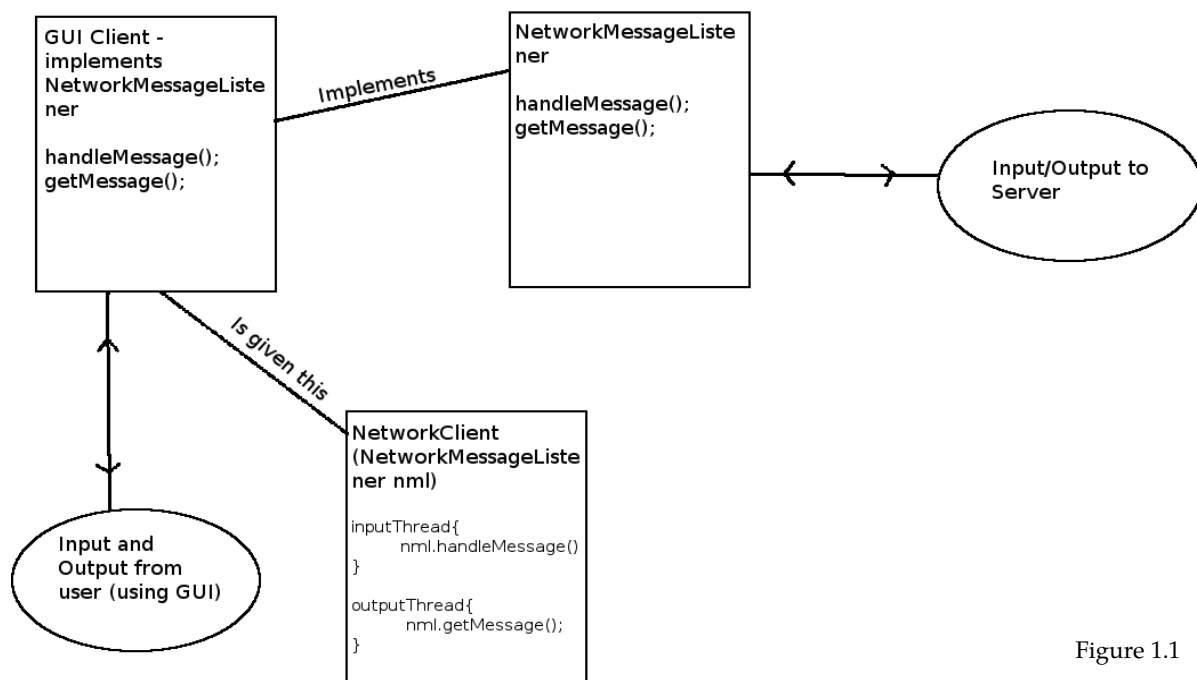 GUI Client -
implements
NetworkMessageListe
ner
handleMessage();
getMessage();
Implements
NetworkMessageListe
ner
handleMessage();
getMessage();
Input/Output to
Server
Is given this
NetworkClient
(NetworkMessageListe
ner nml)
inputThread{
nml.handleMessage()
}
outputThread{
nml.getMessage();
}
Input and
Output from
user (using GUI)
Figure 1.1